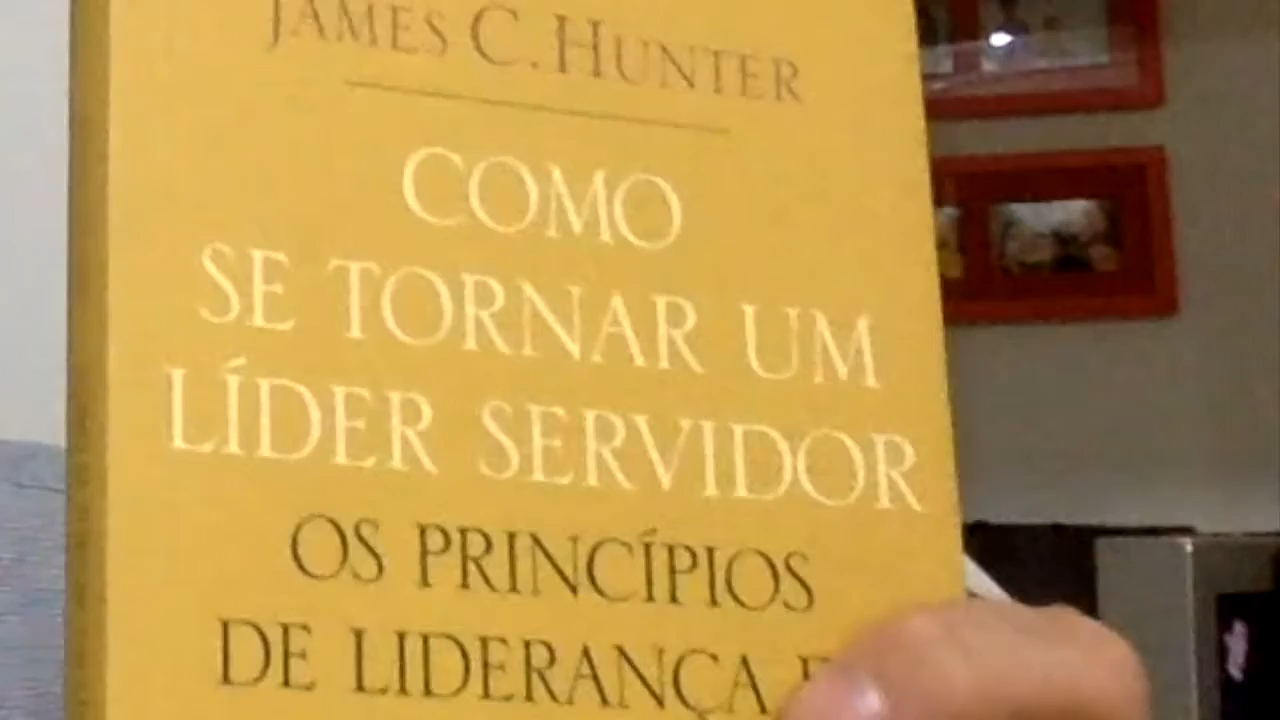 JAMES C. HUNTER
COMO
SE TORNAR UM
LÍDER SERVIDOR
OS PRINCÍPIOS
DE LIDERANÇA